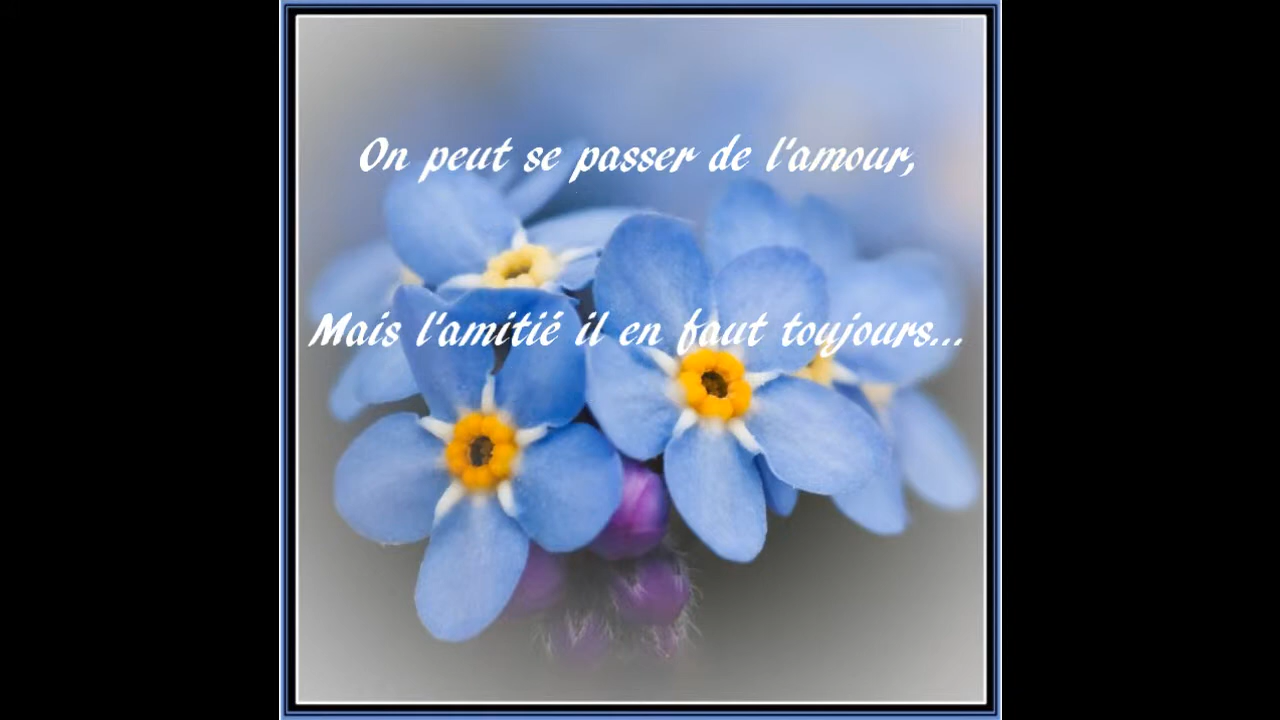 On peut se passer de l'amour,
Mais l'amitié il en faut toujours...